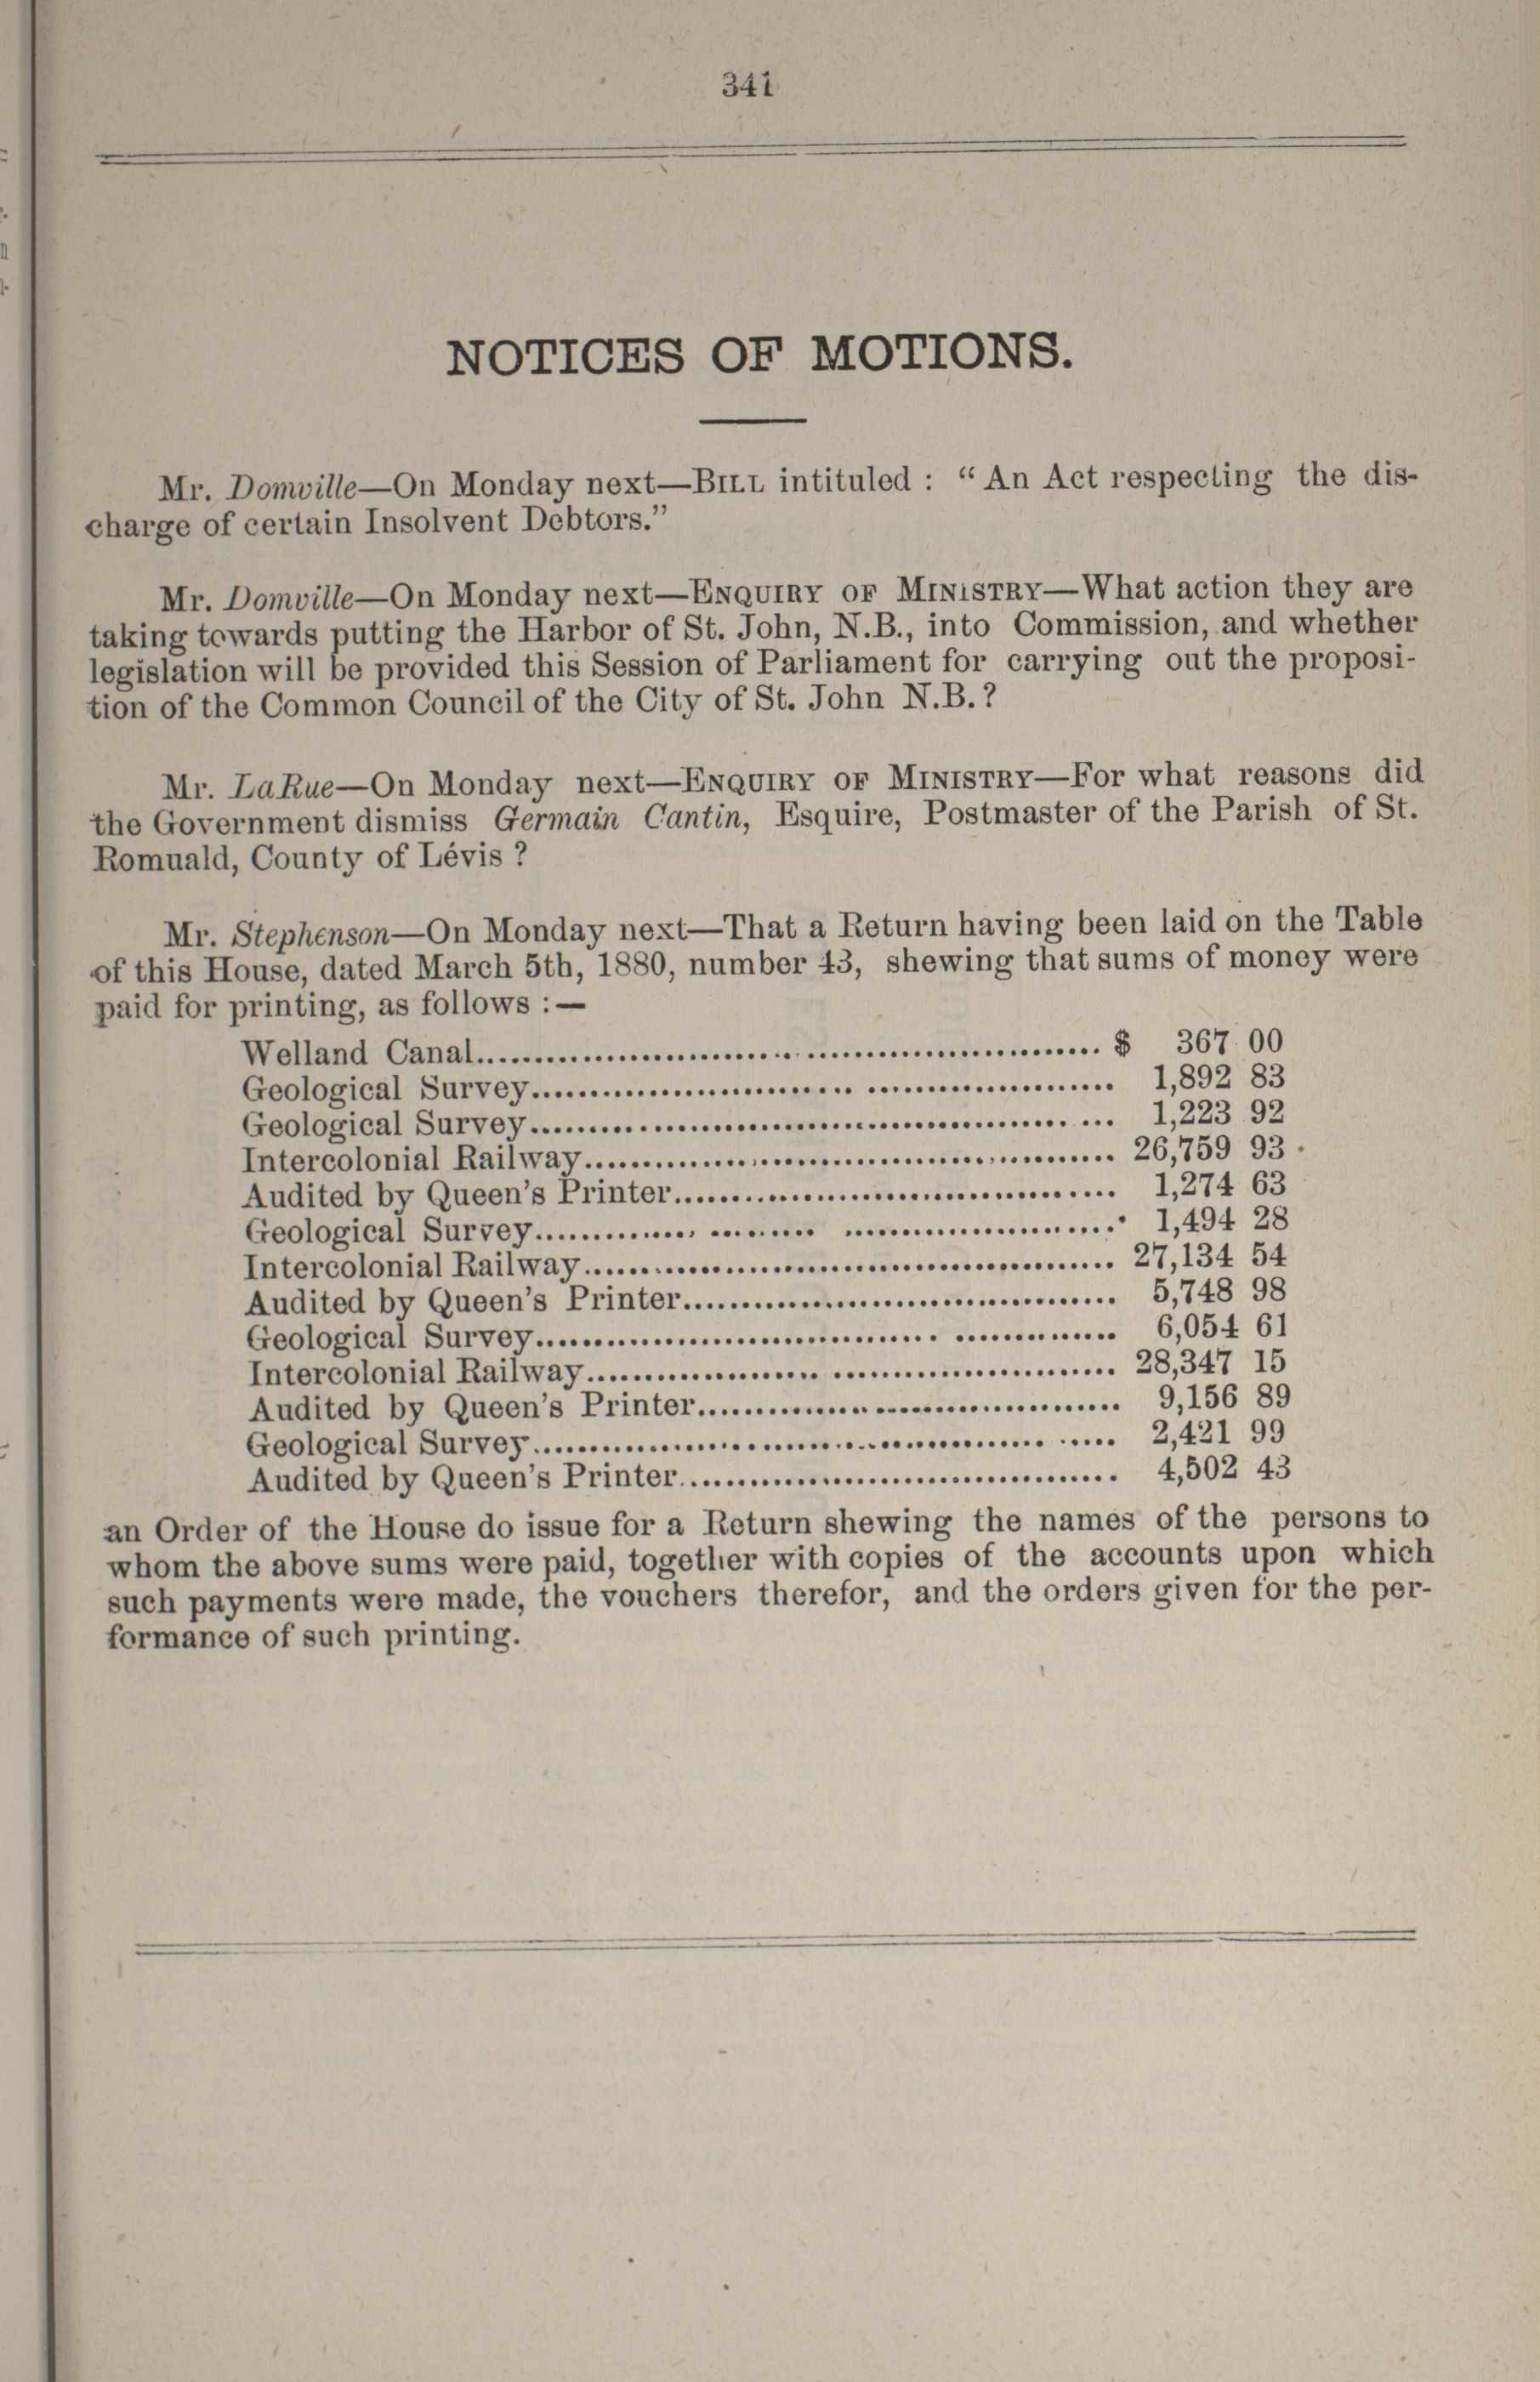 341
NOTICES OF MOTIONS.
Mr. Domville—On Monday next—BILL intituled : “ An Act respecting the dis-
charge of certain Insolvent Debtors.”
Mr. Domville—On Monday next—ENQUIRY OF MINISTRY—What action they are
taking towards putting the Harbor of St. John, N.B., into Commission, and whether
legislation will be provided this Session of Parliament for carrying out the proposi-
tion of the Common Council of the City of St. John N.B. ?
Mr. LaRue—On Monday next—ENQUIRY OF MINISTRY—For what reasons did
the Government dismiss Germain Cantin, Esquire, Postmaster of the Parish of St.
Romuald, County of Lévis ?
Mr. Stephenson—On Monday next—That a Return having been laid on the Table
of this House, dated March 5th, 1880, number 43, shewing that sums of money were
paid for printing, as follows :—
Welland Canal.................................................. $ 367 00
Geological Survey.................................................. 1,892 83
Geological Survey.................................................. 1,223 92
Intercolonial Railway.................................................. 26,759 93
Audited by Queen's Printer.................................................. 1,274 63
Geological Survey.................................................. 1,494 28
Intercolonial Railway.................................................. 27,134 54
Audited by Queen's Printer.................................................. 5,748 98
Geological Survey.................................................. 6,054 61
Intercolonial Railway.................................................. 28,347 15
Audited by Queen's Printer.................................................. 9,156 89
Geological Survey.................................................. 2,421 99
Audited by Queen's Printer.................................................. 4,502 43
an Order of the House do issue for a Return shewing the names of the persons to
whom the above sums were paid, together with copies of the accounts upon which
such payments were made, the vouchers therefor, and the orders given for the per-
formance of such printing.